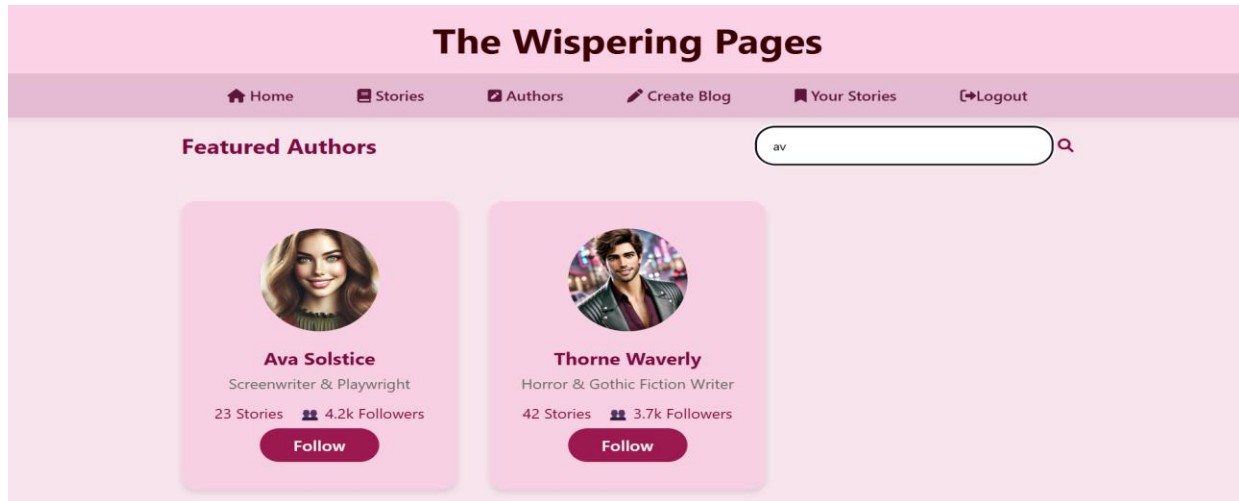 The Wispering Pages
Home Stories Authors Create Blog Your Stories Logout
Featured Authors
av
Ava Solstice
Screenwriter & Playwright
23 Stories 4.2k Followers
Follow
Thorne Waverly
Horror & Gothic Fiction Writer
42 Stories 3.7k Followers
Follow